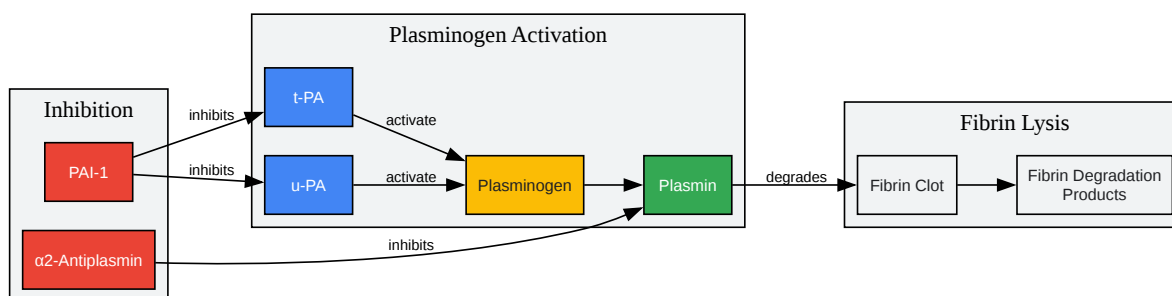 Plasminogen Activation
Inhibition
t-PA
inhibits
activate
Fibrin Lysis
PAI-1
inhibits
u-PA
activate
Plasminogen
Plasmin
degrades
Fibrin Clot
Fibrin Degradation
Products
α2-Antiplasmin
inhibits